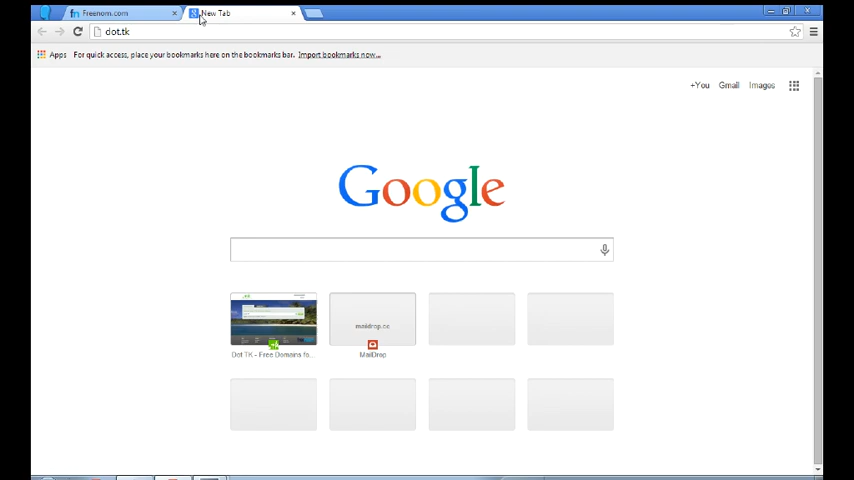 Freenom.com
New Tab
dot.tk
Apps For quick access, place your bookmarks here on the bookmarks bar. Import bookmarks now...
+You Gmail Images
Google
maildrop.cc
Dot TK - Free Domains fo...
MailDrop